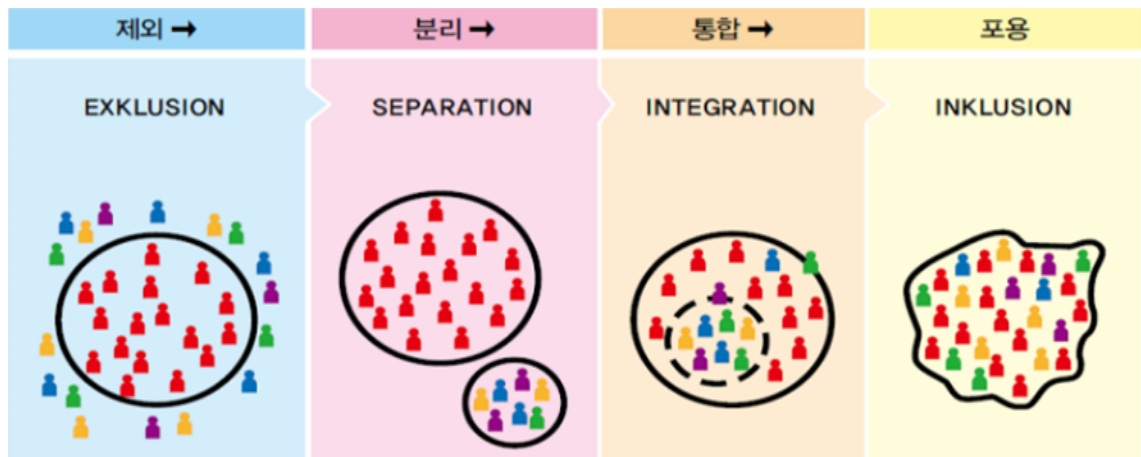 제외 →
분리 →
통합 →
포용
EXKLUSION
SEPARATION
INTEGRATION
INKLUSION